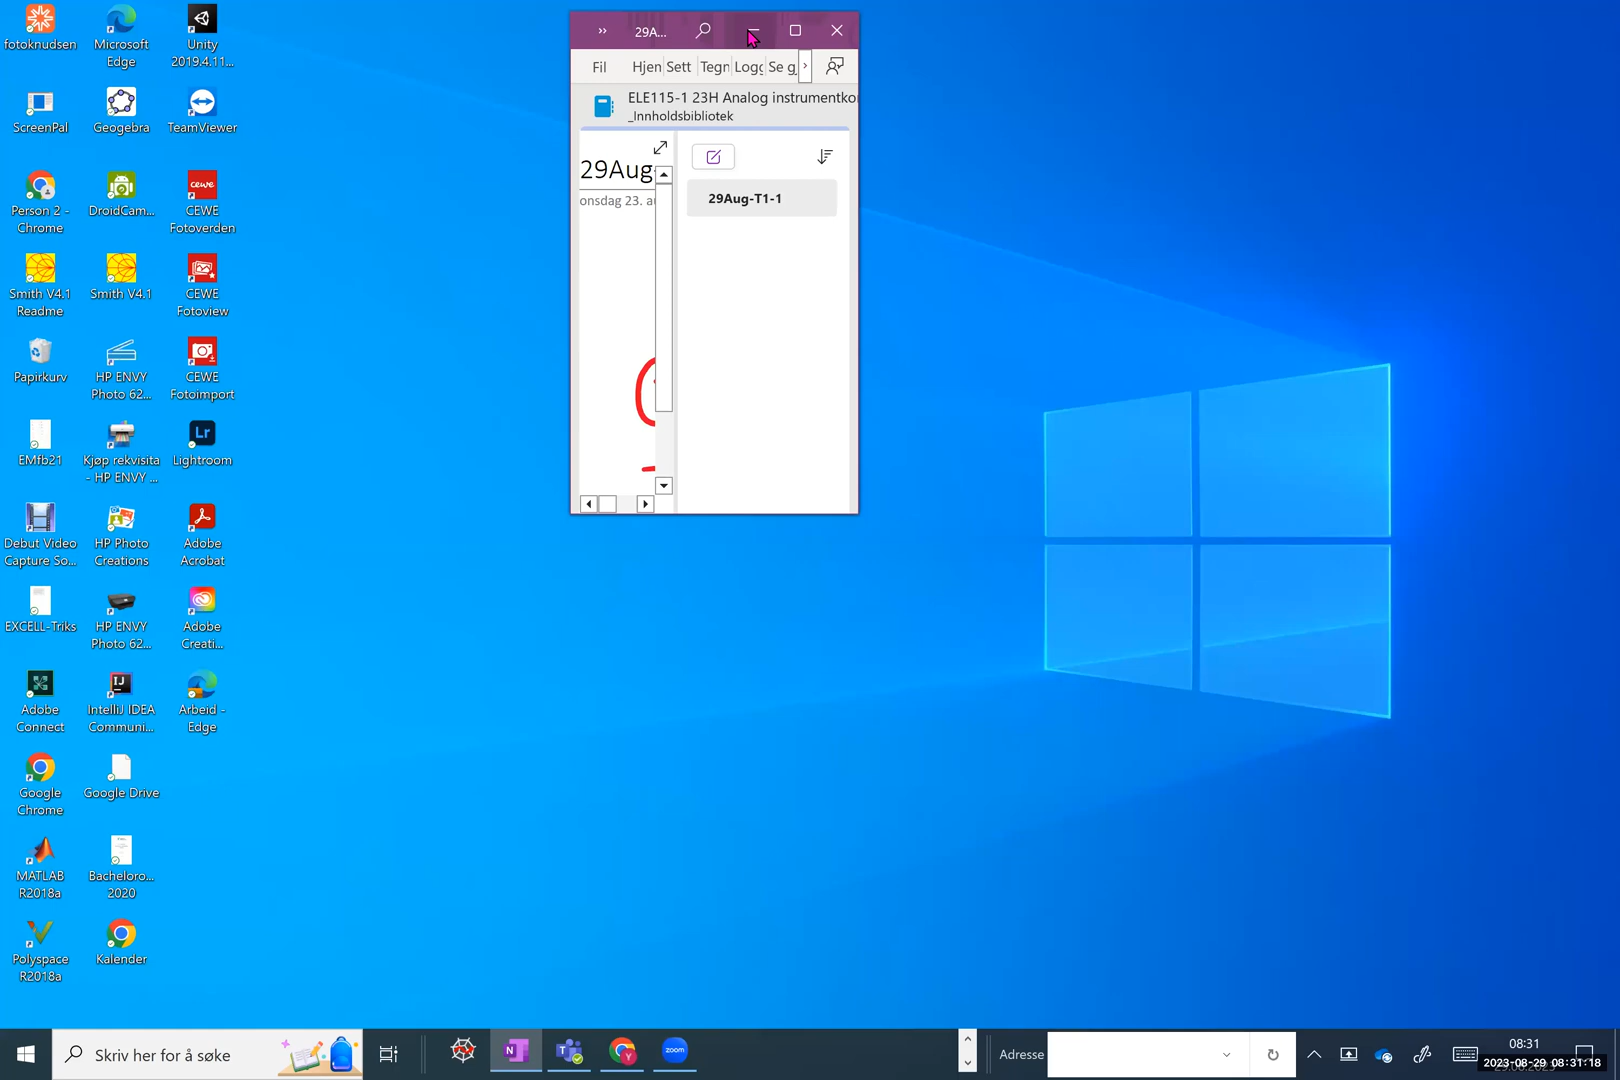 fotoknudsen
Microsoft
Edge
Unity
2019.4.11...
ScreenPal
Geogebra
TeamViewer
Person 2 -
Chrome
DroidCam...
CEWE
Fotoverden
Smith V4.1
Readme
Smith V4.1
CEWE
Fotoview
Papirkurv
HP ENVY
Photo 62...
CEWE
Fotoimport
EMfb21
Kjøp rekvisita
- HP ENVY ...
Lightroom
Debut Video
Capture So...
HP Photo
Creations
Adobe
Acrobat
EXCELL-Triks
HP ENVY
Photo 62...
Adobe
Creati...
Adobe
Connect
IntelliJ IDEA
Communi...
Arbeid -
Edge
Google
Chrome
Google Drive
MATLAB
R2018a
Bacheloro...
2020
Polyspace
R2018a
Kalender
29A...
Fil
Hjen
Sett
Tegn
Logg
Se g
ELE115-1 23H Analog instrumentko
_Innholdsbibliotek
29Aug-
onsdag 23. au
29Aug-T1-1
Skriv her for å søke
zoom
Adresse
08:31
2023-08-29 08:31:18